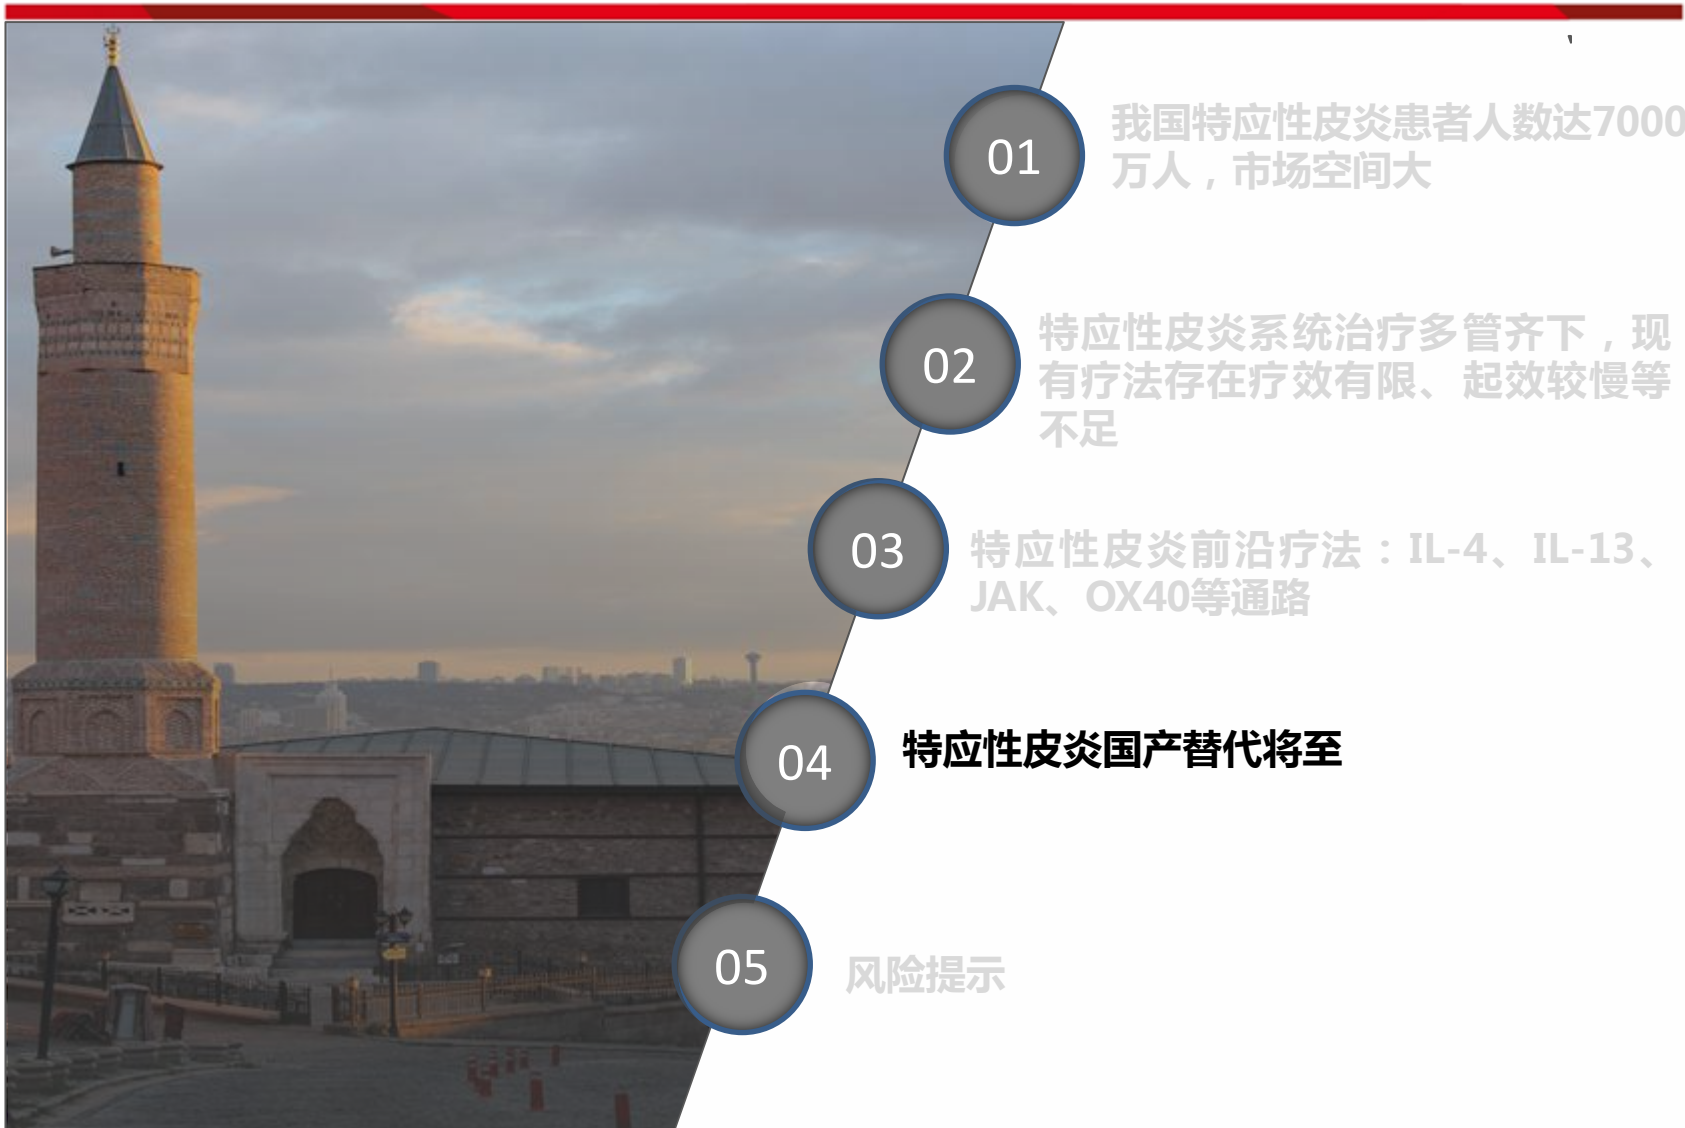 01
我国特应性皮炎患者人数达7000
万人，市场空间大
02
特应性皮炎系统治疗多管齐下，现
有疗法存在疗效有限、起效较慢等
不足
03
特应性皮炎前沿疗法：IL-4、IL-13、
JAK、OX40等通路
04
特应性皮炎国产替代将至
05
风险提示